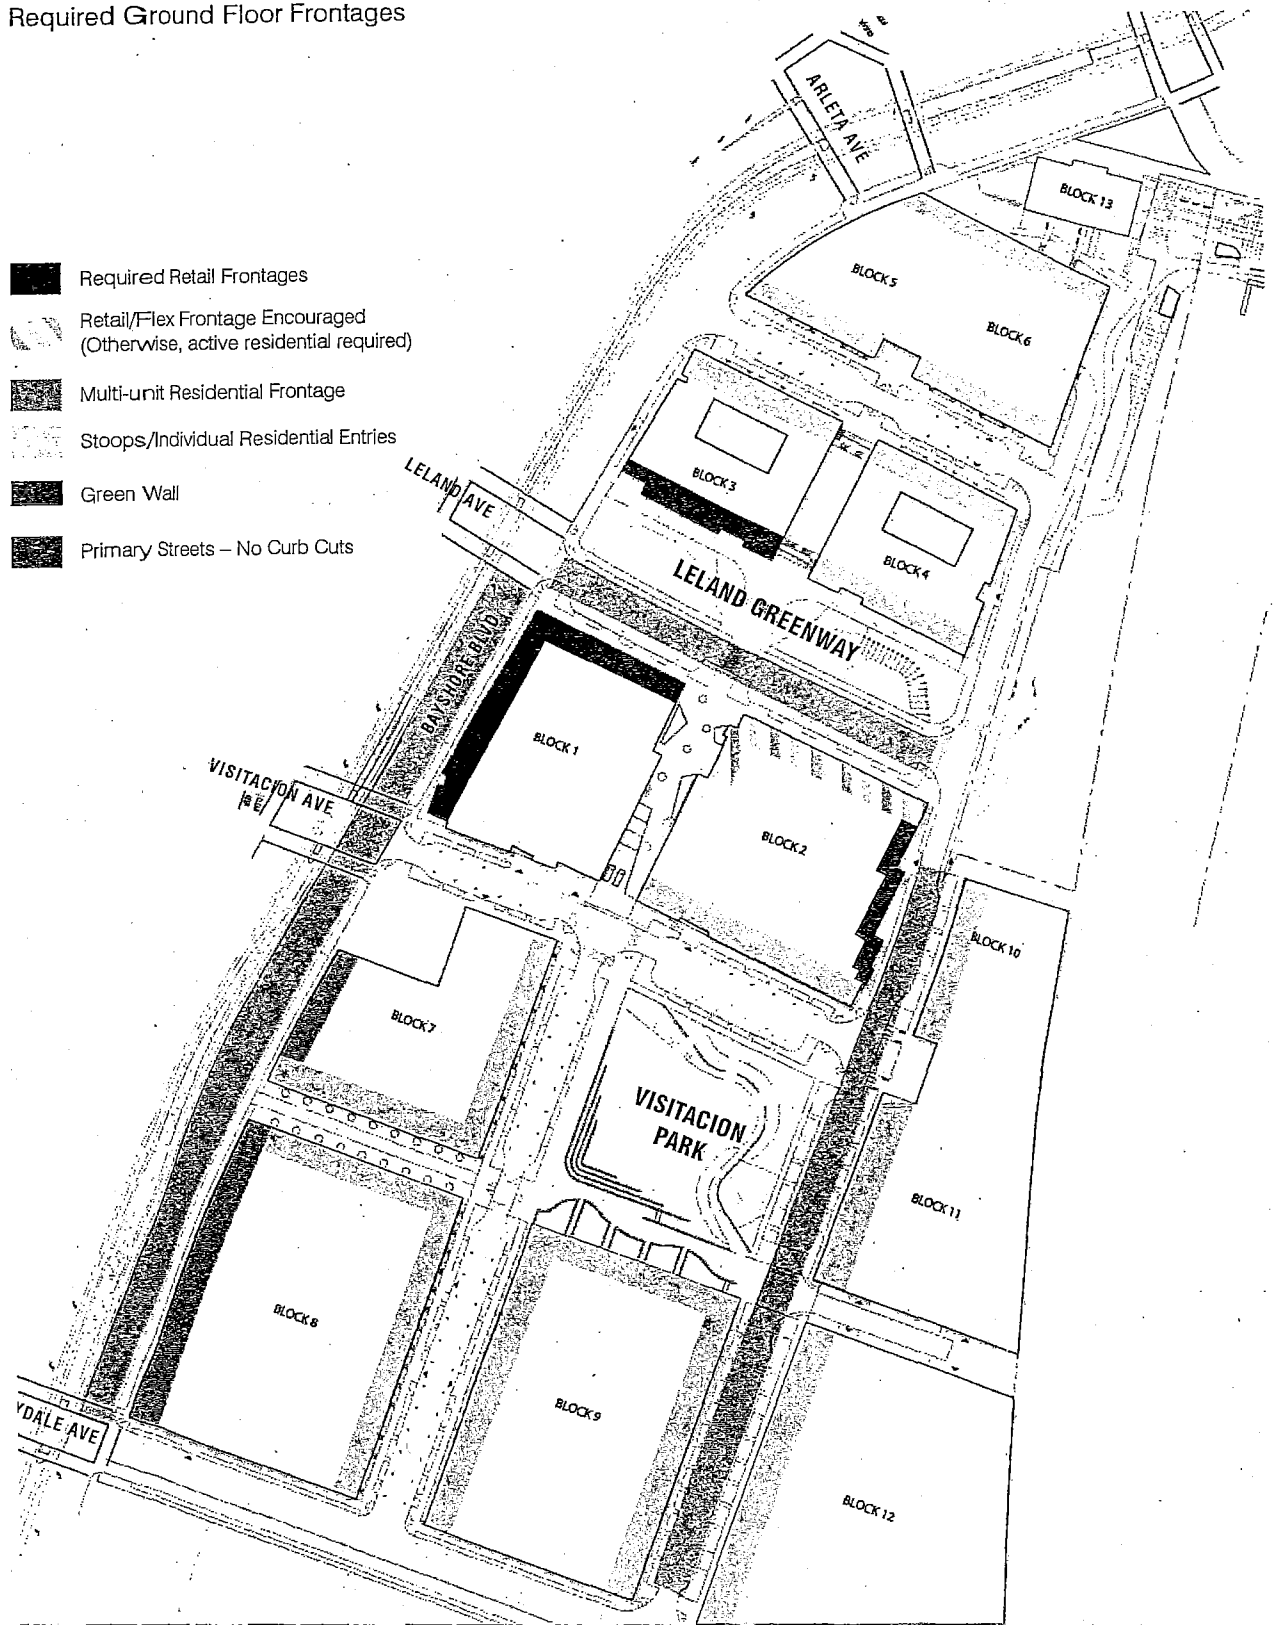 Required Ground Floor Frontages
ARLETA AVE
BLOCK 13
BLOCK 5
BLOCK 6
Required Retail Frontages
Retail/Flex Frontage Encouraged
(Otherwise, active residential required)
Multi-unit Residential Frontage
Stoops/Individual Residential Entries
Green Wall
Primary Streets – No Curb Cuts
LELAND AVE
BLOCK 3
BLOCK 4
LELAND GREENWAY
BAYSHORE BLVD
BLOCK 1
VISITACION AVE
BLOCK 2
BLOCK 10
BLOCK 7
VISITACION
PARK
BLOCK 11
BLOCK 8
BLOCK 9
YDALE AVE
BLOCK 12